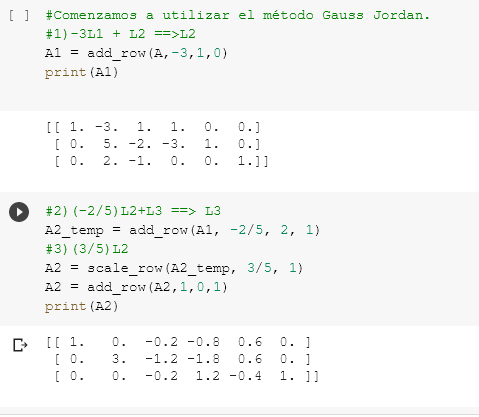 [ ] #Comenzamos a utilizar el método Gauss Jordan.
#1)-3L1 + L2 ==>L2
A1 = add_row(A,-3,1,0)
print(A1)
[[ 1. -3.  1.  1.  0.  0.]
 [ 0.  5. -2. -3.  1.  0.]
 [ 0.  2. -1.  0.  0.  1.]]
#2)(-2/5)L2+L3 ==> L3
A2_temp = add_row(A1, -2/5, 2, 1)
#3)(3/5)L2
A2 = scale_row(A2_temp, 3/5, 1)
A2 = add_row(A2,1,0,1)
print(A2)
[[ 1.   0.  -0.2 -0.8  0.6  0. ]
 [ 0.   3.  -1.2 -1.8  0.6  0. ]
 [ 0.   0.  -0.2  1.2 -0.4  1. ]]